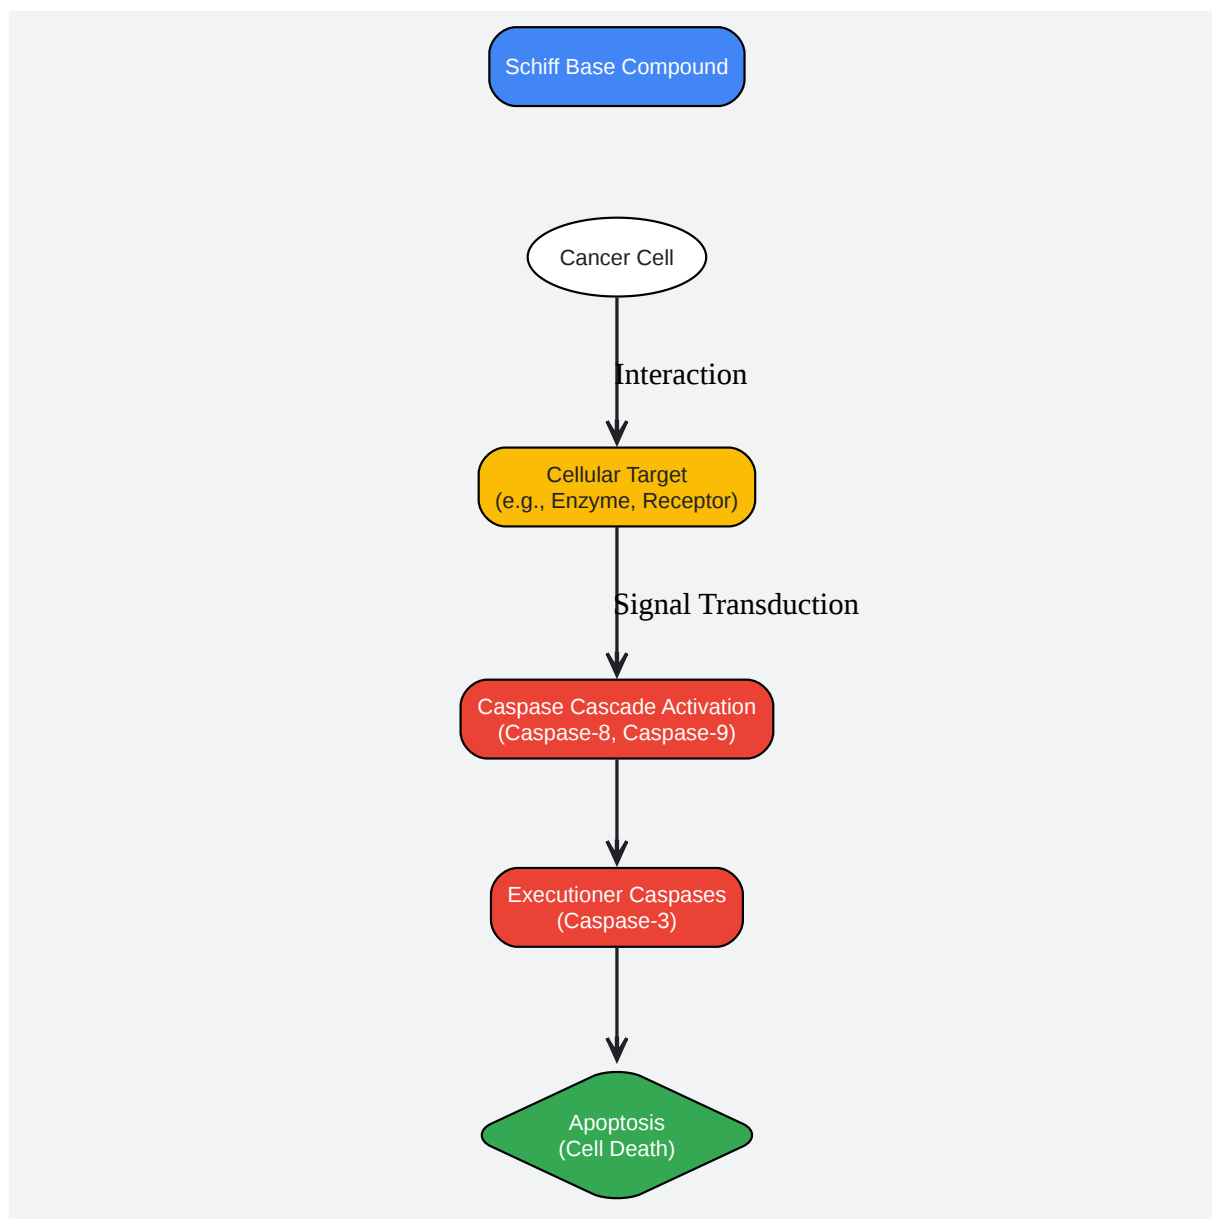 Schiff Base Compound
Cancer Cell
Interaction
Cellular Target
(e.g., Enzyme, Receptor)
Signal Transduction
Caspase Cascade Activation
(Caspase-8, Caspase-9)
Executioner Caspases
(Caspase-3)
Apoptosis
(Cell Death)